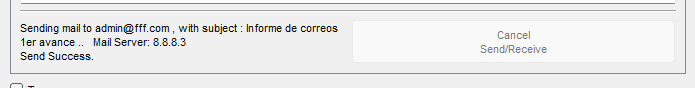 Sending mail to admin@fff.com , with subject : Informe de correos
1er avance ..   Mail Server: 8.8.8.3
Send Success.
Cancel
Send/Receive